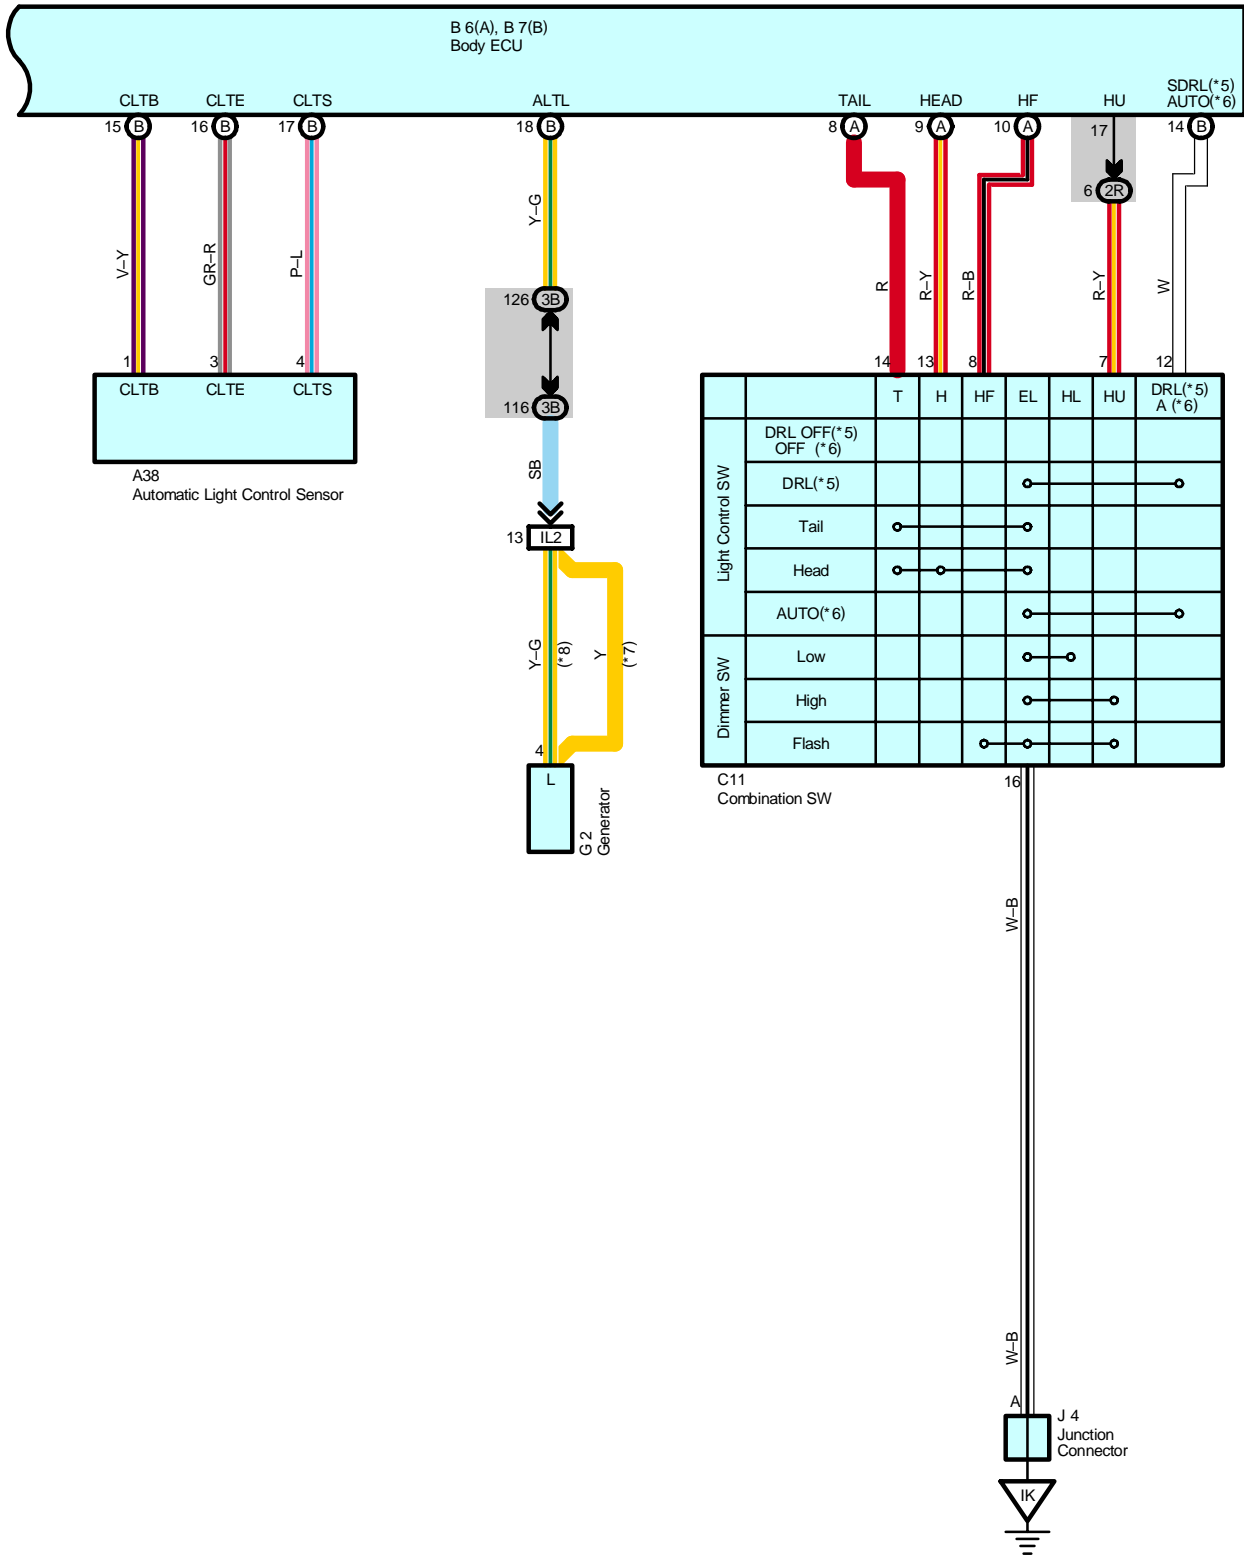 B 6(A), B 7(B)
Body ECU
CLTB
CLTE
CLTS
ALTL
TAIL
HEAD
HF
HU
SDRL(*5)
AUTO(*6)
15 B
16 B
17 B
18 B
8 A
9 A
10 A
17
14 B
6 2R
V–Y
GR–R
P–L
Y–G
R
R–Y
R–B
R–Y
W
126 3B
116 3B
1
3
4
CLTB
CLTE
CLTS
A38
Automatic Light Control Sensor
SB
13 IL2
Y–G
(*8)
Y
(*7)
4
L
G 2
Generator
14
13
8
7
12
T
H
HF
EL
HL
HU
DRL(*5)
A (*6)
Light Control SW
DRL OFF(*5)
OFF (*6)
DRL(*5)
Tail
Head
AUTO(*6)
Dimmer SW
Low
High
Flash
C11
Combination SW
16
W–B
W–B
A
J 4
Junction
Connector
IK